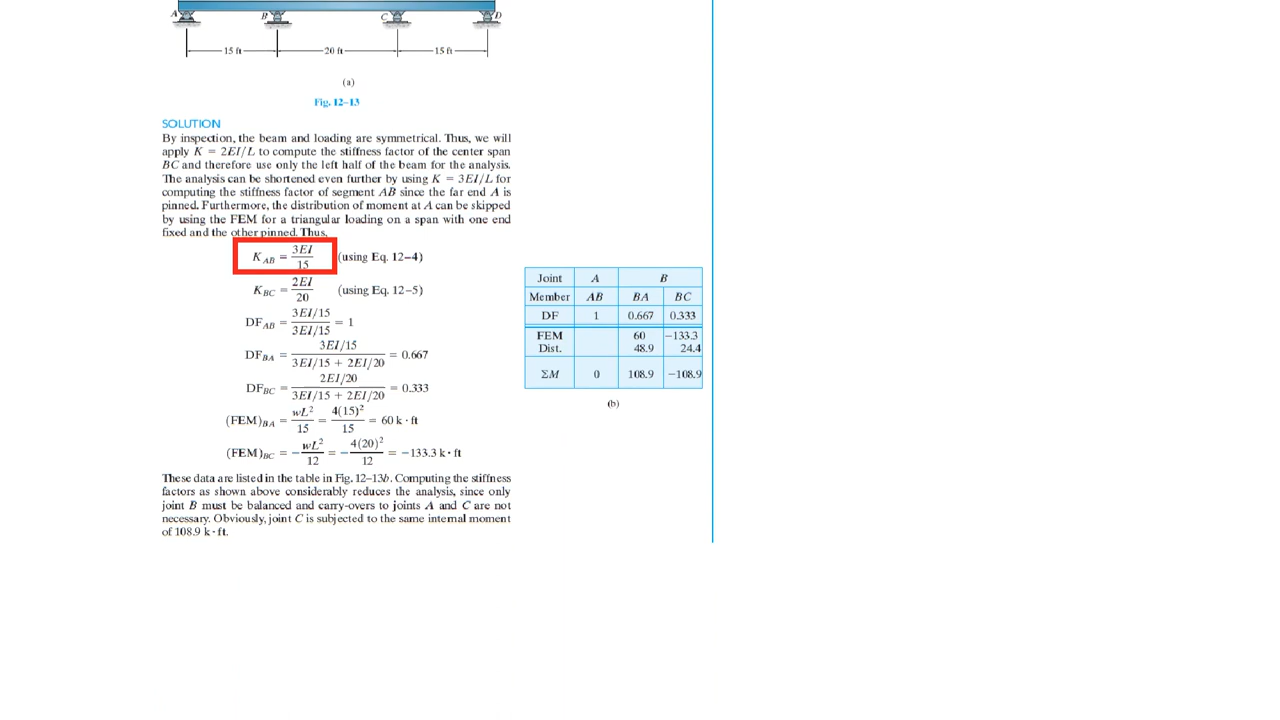 A B C D
15 ft 20 ft 15 ft
(a)
Fig. 12–13
SOLUTION
By inspection, the beam and loading are symmetrical. Thus, we will
apply K = 2EI/L to compute the stiffness factor of the center span
BC and therefore use only the left half of the beam for the analysis.
The analysis can be shortened even further by using K = 3EI/L for
computing the stiffness factor of segment AB since the far end A is
pinned. Furthermore, the distribution of moment at A can be skipped
by using the FEM for a triangular loading on a span with one end
fixed and the other pinned. Thus,
K_AB = 3EI/15 (using Eq. 12–4)
K_BC = 2EI/20 (using Eq. 12–5)
DF_AB = (3EI/15)/(3EI/15) = 1
DF_BA = (3EI/15)/(3EI/15 + 2EI/20) = 0.667
DF_BC = (2EI/20)/(3EI/15 + 2EI/20) = 0.333
(FEM)_BA = wL²/15 = 4(15)²/15 = 60 k · ft
(FEM)_BC = −wL²/12 = −4(20)²/12 = −133.3 k · ft
These data are listed in the table in Fig. 12–13b. Computing the stiffness
factors as shown above considerably reduces the analysis, since only
joint B must be balanced and carry-overs to joints A and C are not
necessary. Obviously, joint C is subjected to the same internal moment
of 108.9 k · ft.
Joint A B
Member AB BA BC
DF 1 0.667 0.333
FEM 60 −133.3
Dist. 48.9 24.4
ΣM 0 108.9 −108.9
(b)